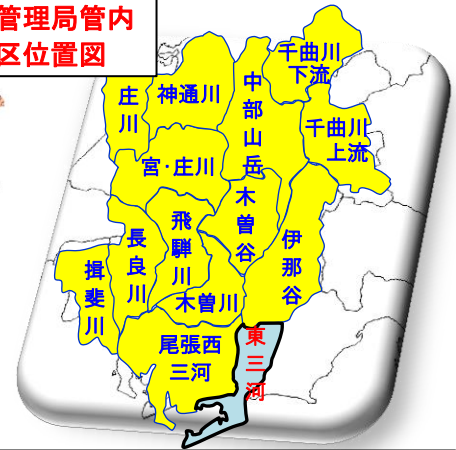 管理局管内
区位置図
千曲川
下流
庄川
神通川
中部山岳
千曲川
上流
宮・庄川
木曽谷
飛騨川
伊那谷
長良川
揖斐川
木曽川
尾張西
三河
東三河